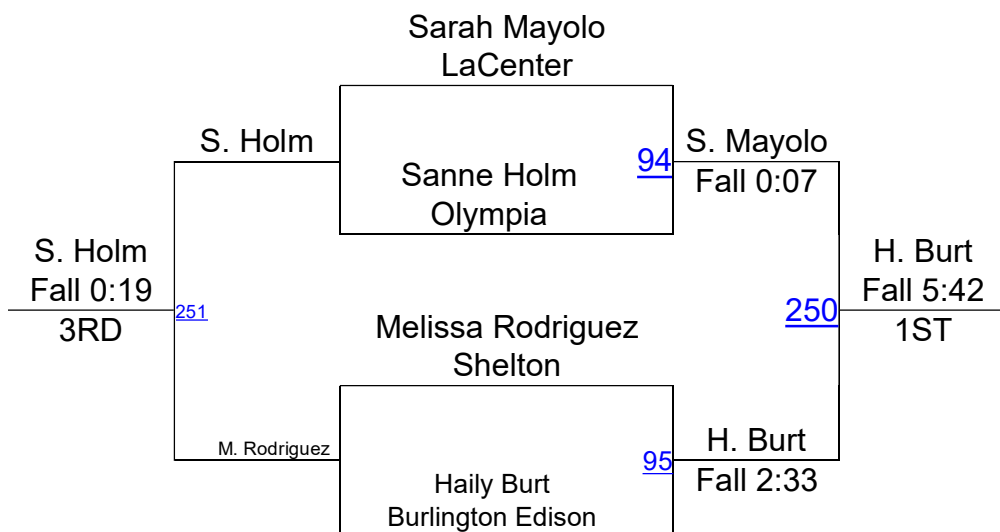 Sarah Mayolo
LaCenter
S. Holm
94
S. Mayolo
Fall 0:07
Sanne Holm
Olympia
S. Holm
Fall 0:19
3RD
251
250
H. Burt
Fall 5:42
1ST
Melissa Rodriguez
Shelton
M. Rodriguez
95
H. Burt
Fall 2:33
Haily Burt
Burlington Edison